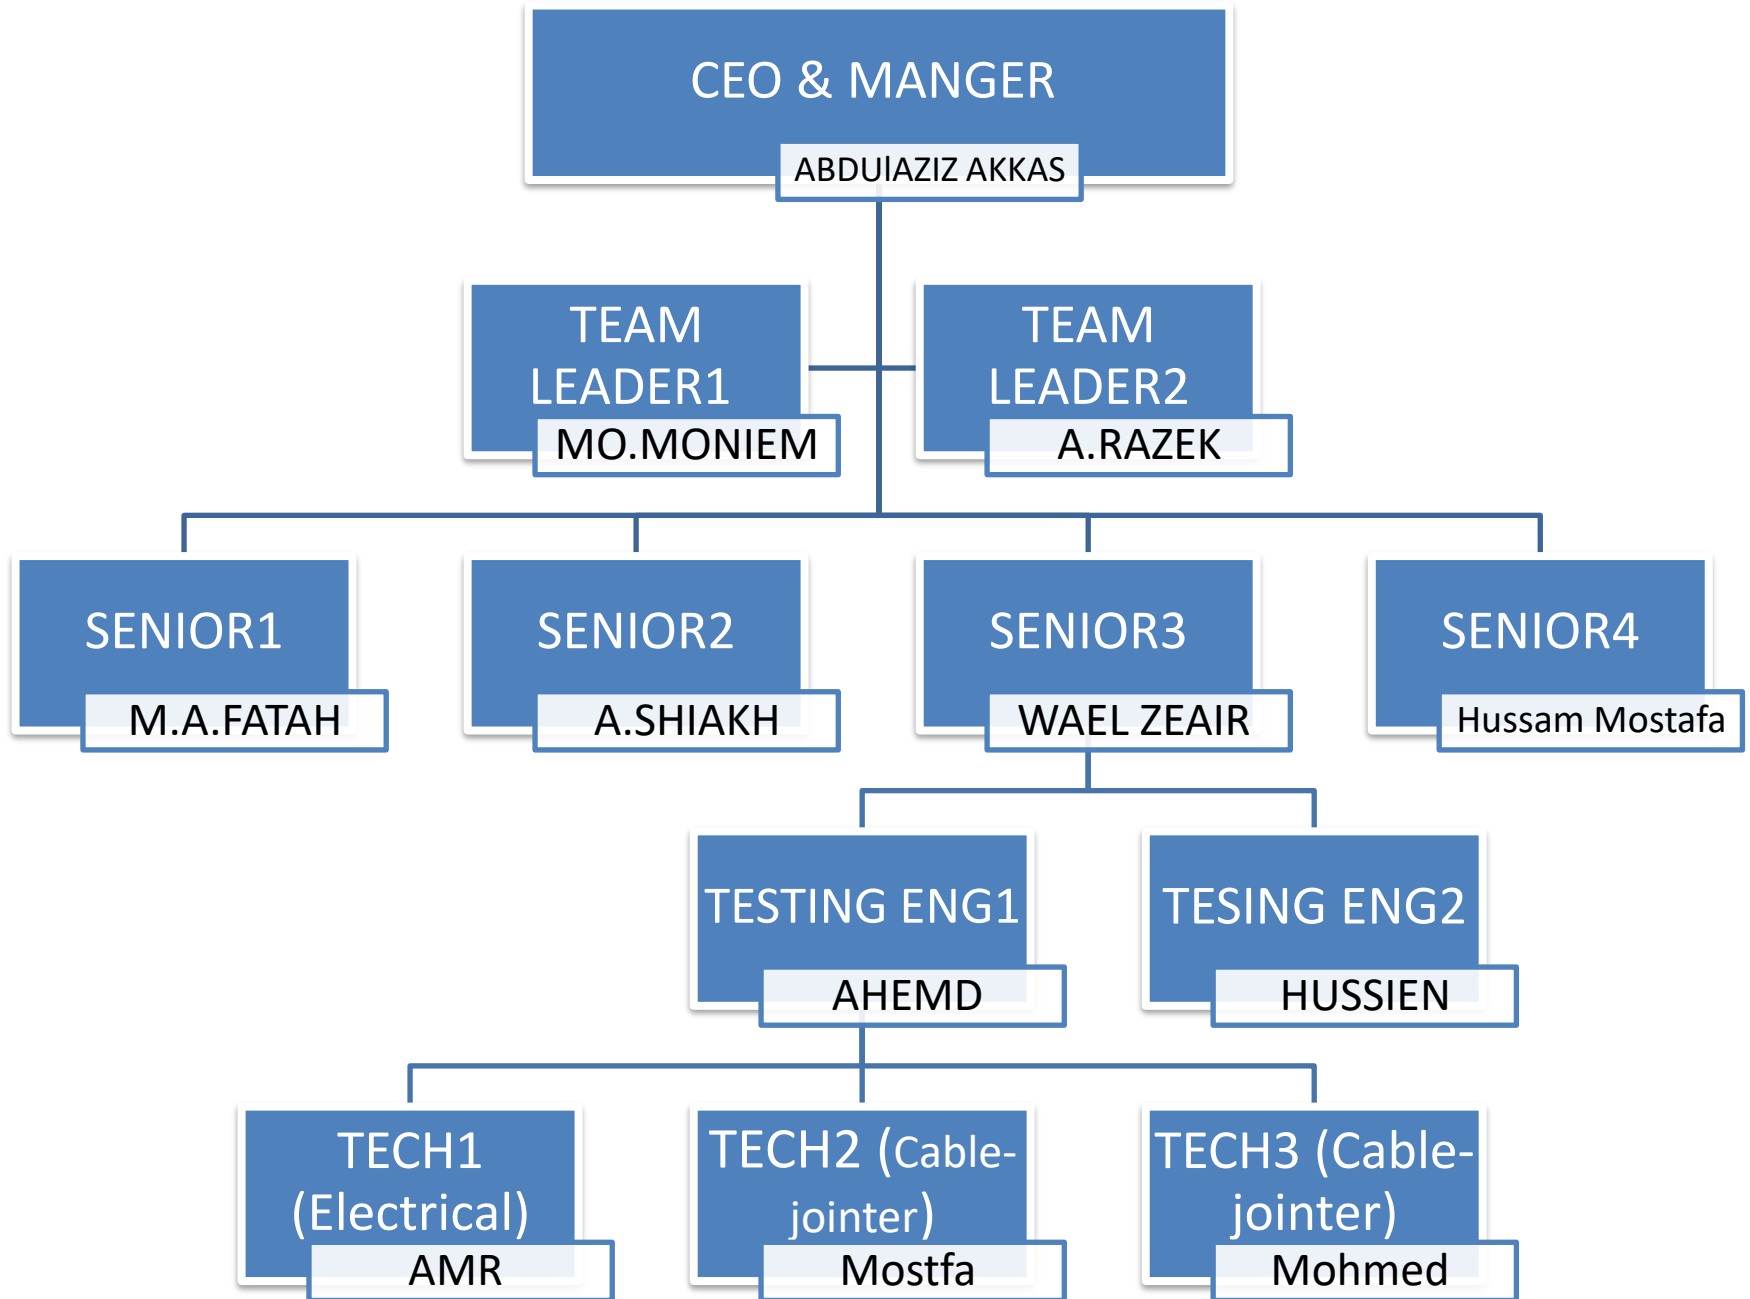 CEO & MANGER
ABDUlAZIZ AKKAS
TEAM
LEADER1
MO.MONIEM
TEAM
LEADER2
A.RAZEK
SENIOR1
M.A.FATAH
SENIOR2
A.SHIAKH
SENIOR3
WAEL ZEAIR
SENIOR4
Hussam Mostafa
TESTING ENG1
AHEMD
TESING ENG2
HUSSIEN
TECH1
(Electrical)
AMR
TECH2 (Cable-
jointer)
Mostfa
TECH3 (Cable-
jointer)
Mohmed